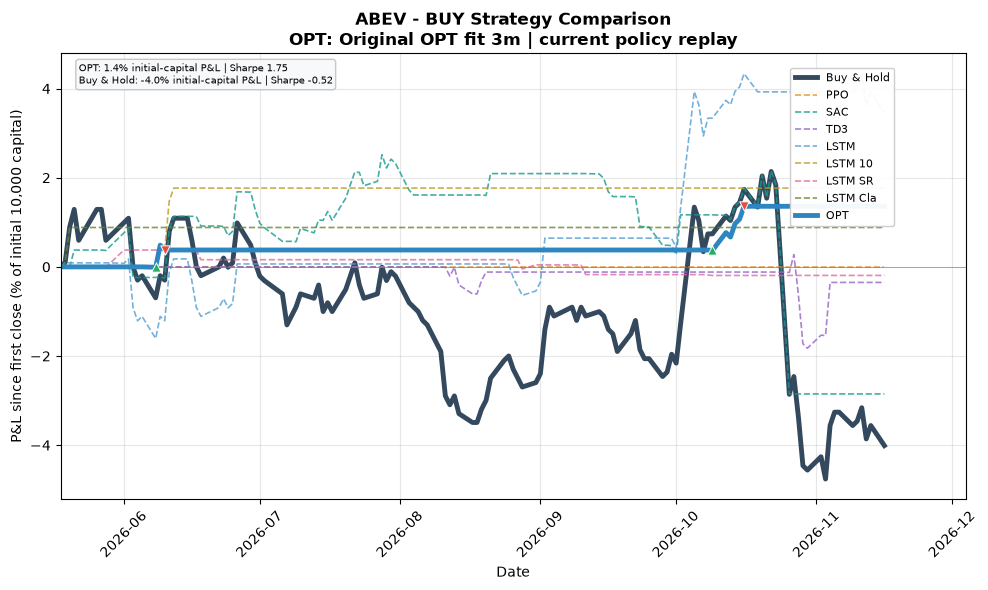 ABEV - BUY Strategy Comparison
OPT: Original OPT fit 3m | current policy replay
OPT: 1.4% initial-capital P&L | Sharpe 1.75
Buy & Hold: -4.0% initial-capital P&L | Sharpe -0.52
Buy & Hold
PPO
SAC
TD3
LSTM
LSTM 10
LSTM SR
LSTM Cla
OPT
P&L since first close (% of initial 10,000 capital)
4
2
0
−2
−4
2026-06
2026-07
2026-08
2026-09
2026-10
2026-11
2026-12
Date